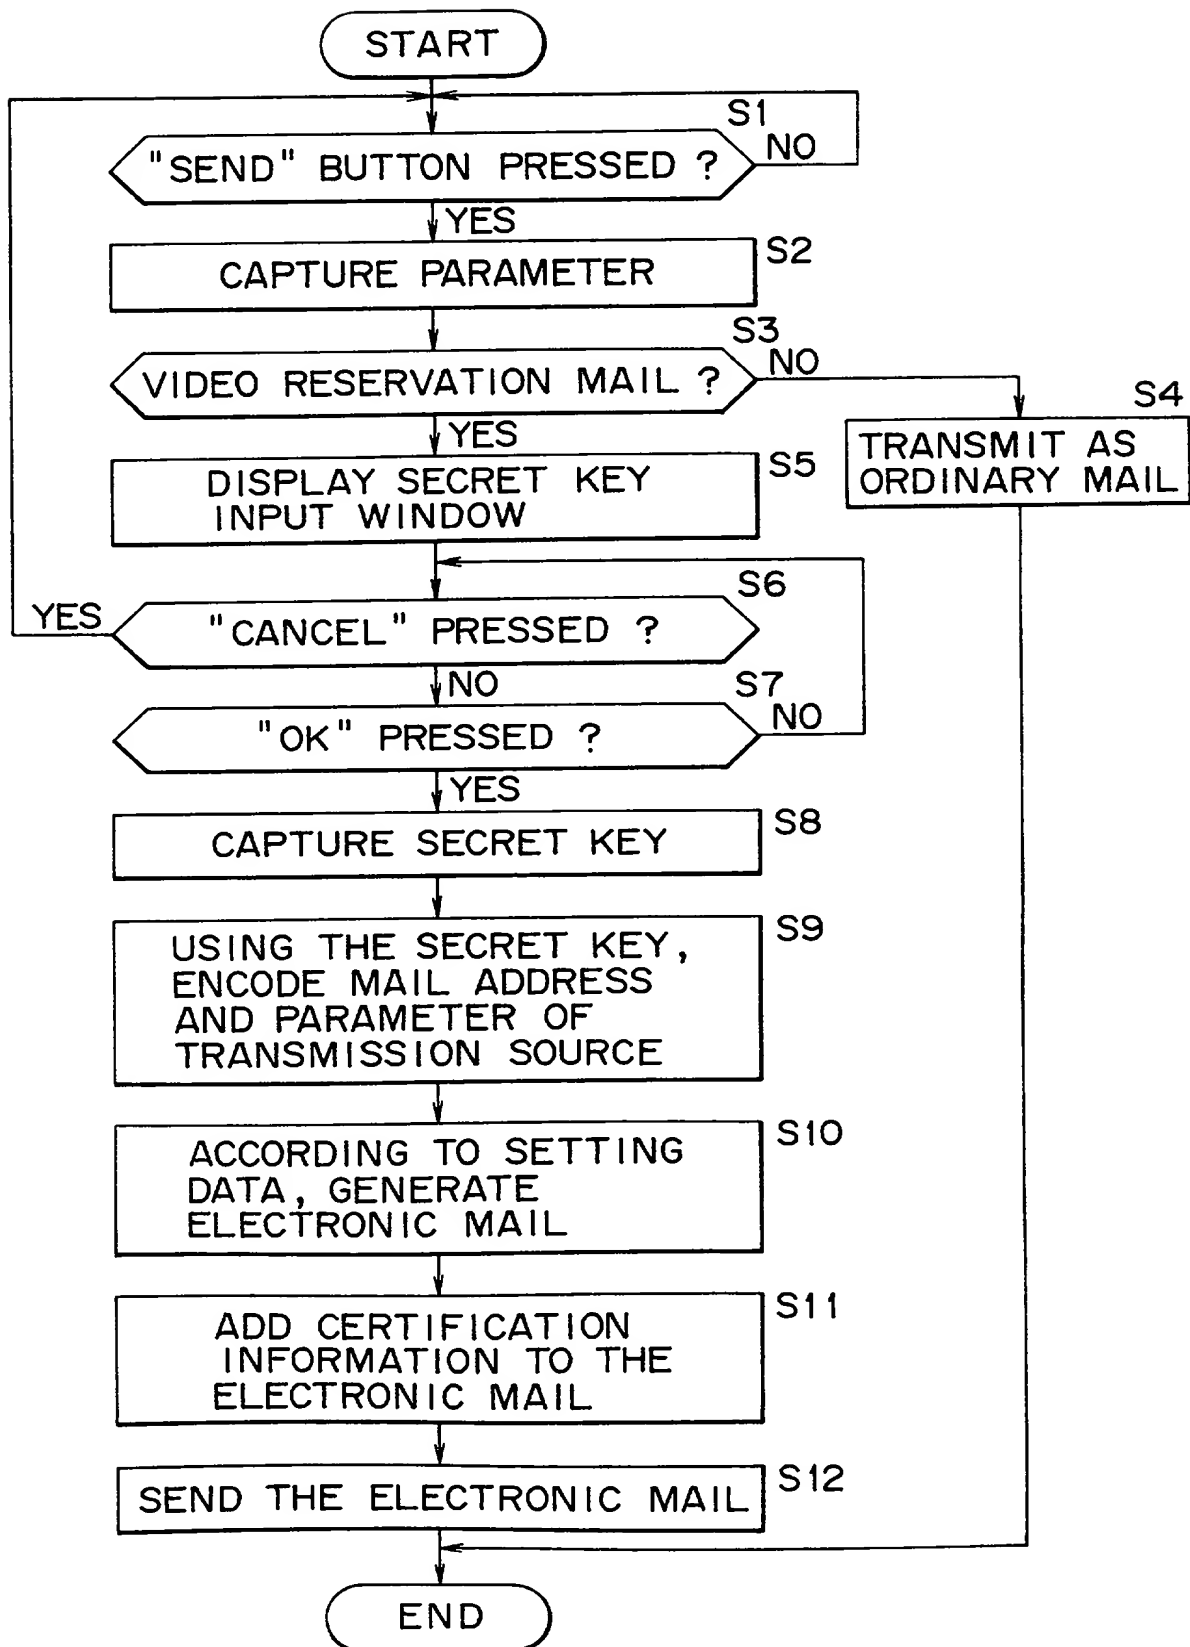 START
S1
"SEND" BUTTON PRESSED ?
NO
YES
S2
CAPTURE PARAMETER
S3
VIDEO RESERVATION MAIL ?
NO
YES
S4
TRANSMIT AS
ORDINARY MAIL
S5
DISPLAY SECRET KEY
INPUT WINDOW
S6
YES
"CANCEL" PRESSED ?
NO
S7
"OK" PRESSED ?
NO
YES
S8
CAPTURE SECRET KEY
S9
USING THE SECRET KEY,
ENCODE MAIL ADDRESS
AND PARAMETER OF
TRANSMISSION SOURCE
S10
ACCORDING TO SETTING
DATA, GENERATE
ELECTRONIC MAIL
S11
ADD CERTIFICATION
INFORMATION TO THE
ELECTRONIC MAIL
S12
SEND THE ELECTRONIC MAIL
END